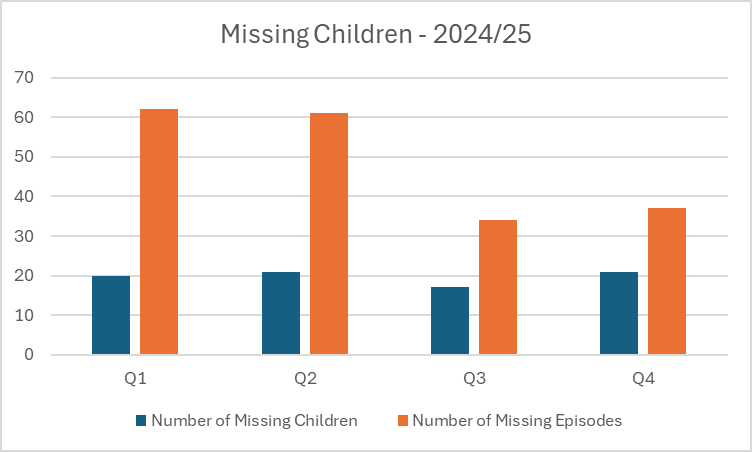 Missing Children - 2024/25
70
60
50
40
30
20
10
0
Q1 Q2 Q3 Q4
Number of Missing Children Number of Missing Episodes